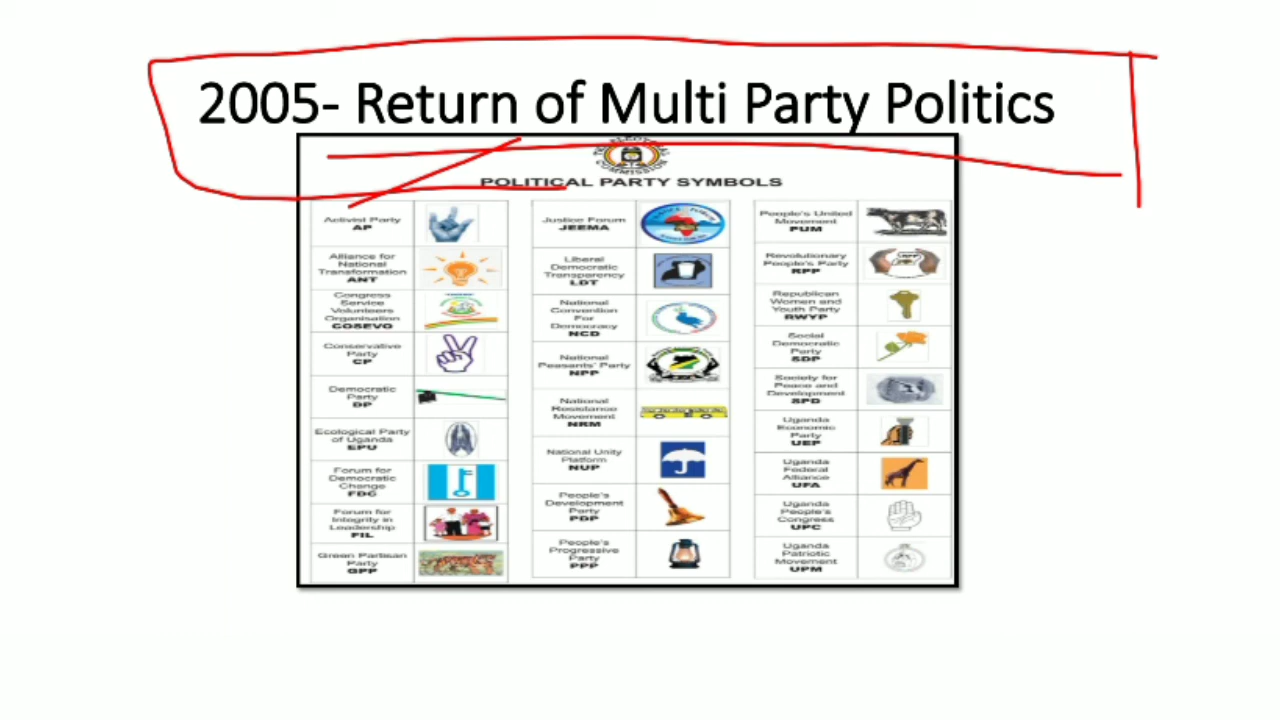 2005- Return of Multi Party Politics
THE ELECTORAL
COMMISSION
POLITICAL PARTY SYMBOLS
Activist Party
AP
Alliance for
National
Transformation
ANT
Congress
Service
Volunteers
Organisation
COSEVO
Conservative
Party
CP
Democratic
Party
DP
Ecological Party
of Uganda
EPU
Forum for
Democratic
Change
FDC
Forum for
Integrity in
Leadership
FIL
Green Partisan
Party
GPP
Justice Forum
JEEMA
Liberal
Democratic
Transparency
LDT
National
Convention
For
Democracy
NCD
National
Peasants' Party
NPP
National
Resistance
Movement
NRM
National Unity
Platform
NUP
People's
Development
Party
PDP
People's
Progressive
Party
PPP
People's United
Movement
PUM
Revolutionary
People's Party
RPP
Republican
Women and
Youth Party
RWYP
Social
Democratic
Party
SDP
Society for
Peace and
Development
SPD
Uganda
Economic
Party
UEP
Uganda
Federal
Alliance
UFA
Uganda
People's
Congress
UPC
Uganda
Patriotic
Movement
UPM